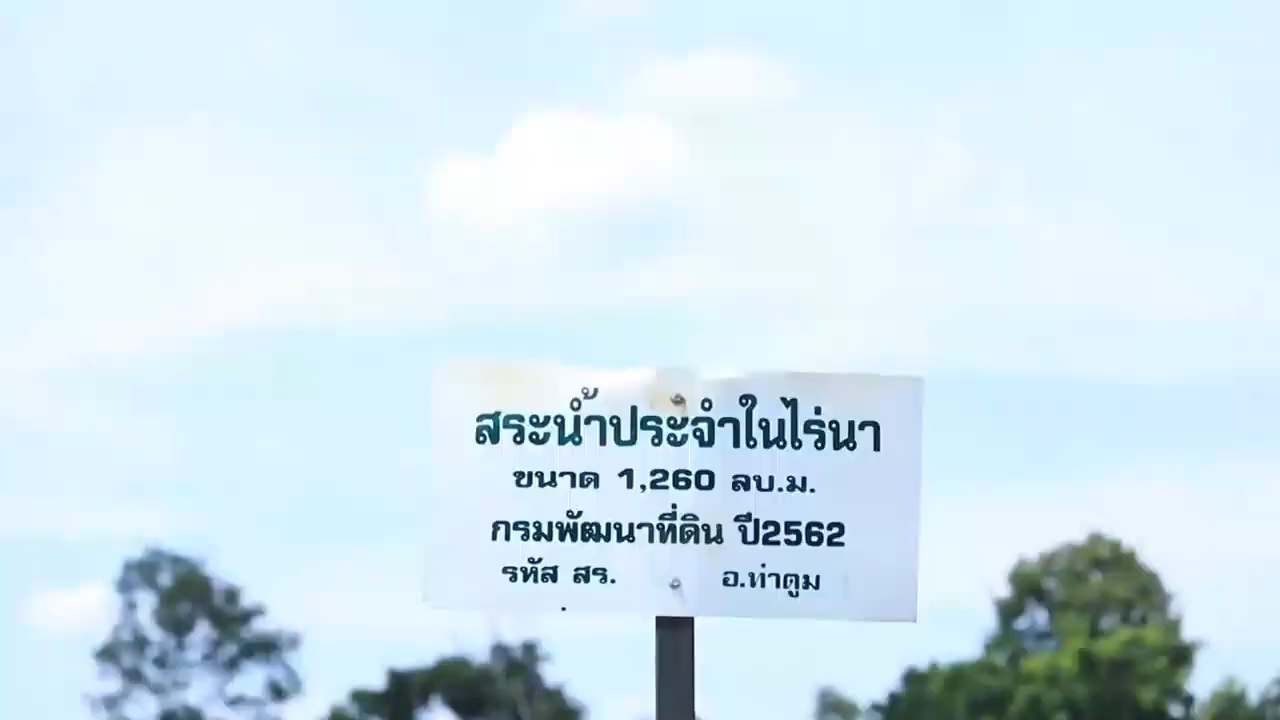 สระน้ำประจำในไร่นา
ขนาด 1,260 ลบ.ม.
กรมพัฒนาที่ดิน ปี2562
รหัส สร. อ.ท่าตูม